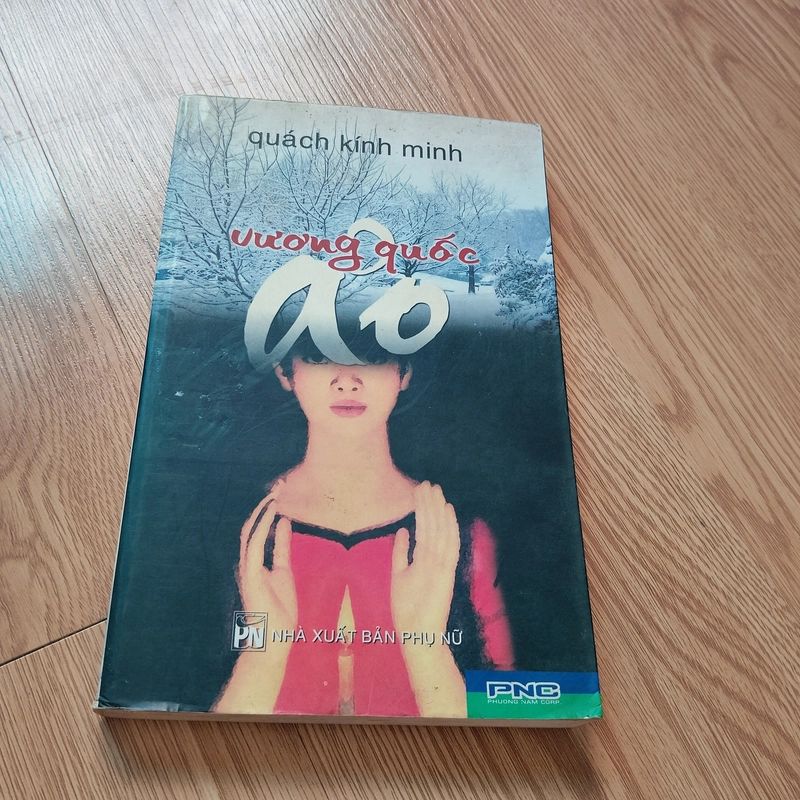 quách kính minh
vương quốc
ảo
PN NHÀ XUẤT BẢN PHỤ NỮ
PNC
PHUONG NAM CORP.